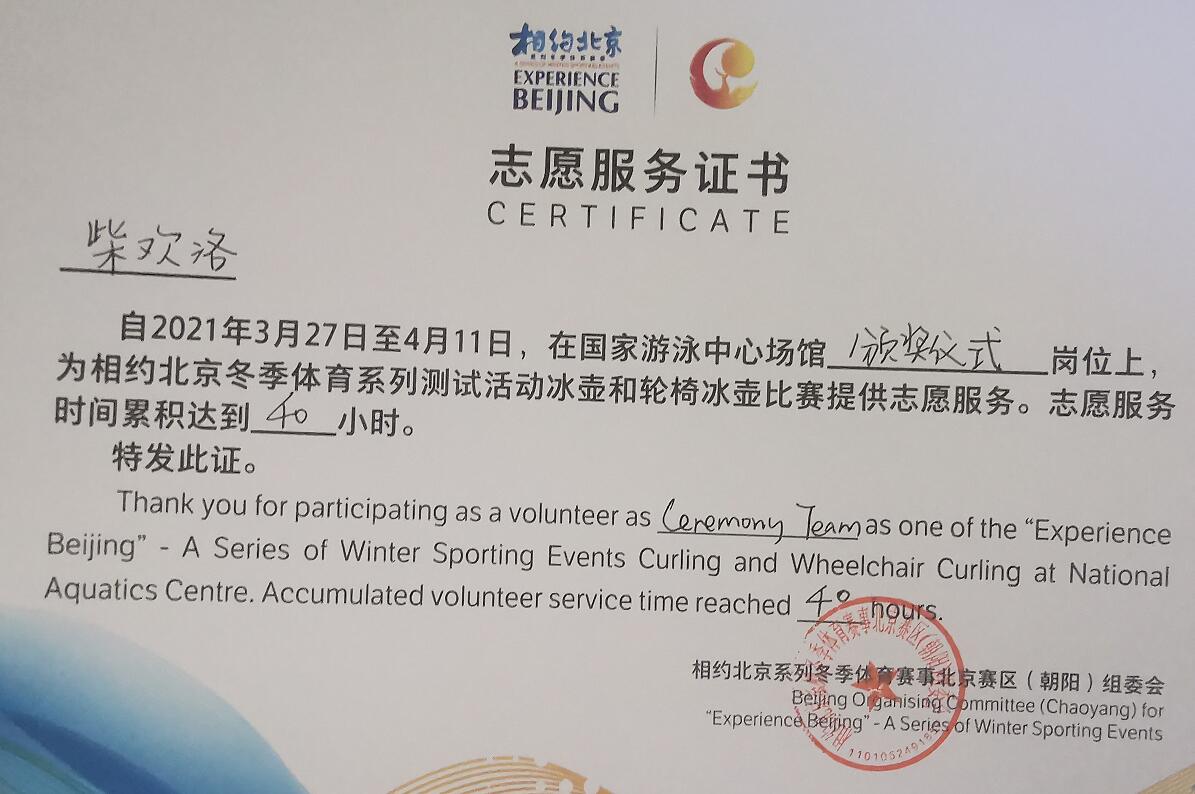 相约北京
EXPERIENCE
BEIJING
志愿服务证书
CERTIFICATE
柴欢洛
自2021年3月27日至4月11日，在国家游泳中心场馆颁奖仪式岗位上，
为相约北京冬季体育系列测试活动冰壶和轮椅冰壶比赛提供志愿服务。志愿服务
时间累积达到40小时。
特发此证。
Thank you for participating as a volunteer as Ceremony Team as one of the “Experience
Beijing” - A Series of Winter Sporting Events Curling and Wheelchair Curling at National
Aquatics Centre. Accumulated volunteer service time reached 40 hours.
相约北京系列冬季体育赛事北京赛区（朝阳）组委会
Beijing Organising Committee (Chaoyang) for
“Experience Beijing” - A Series of Winter Sporting Events